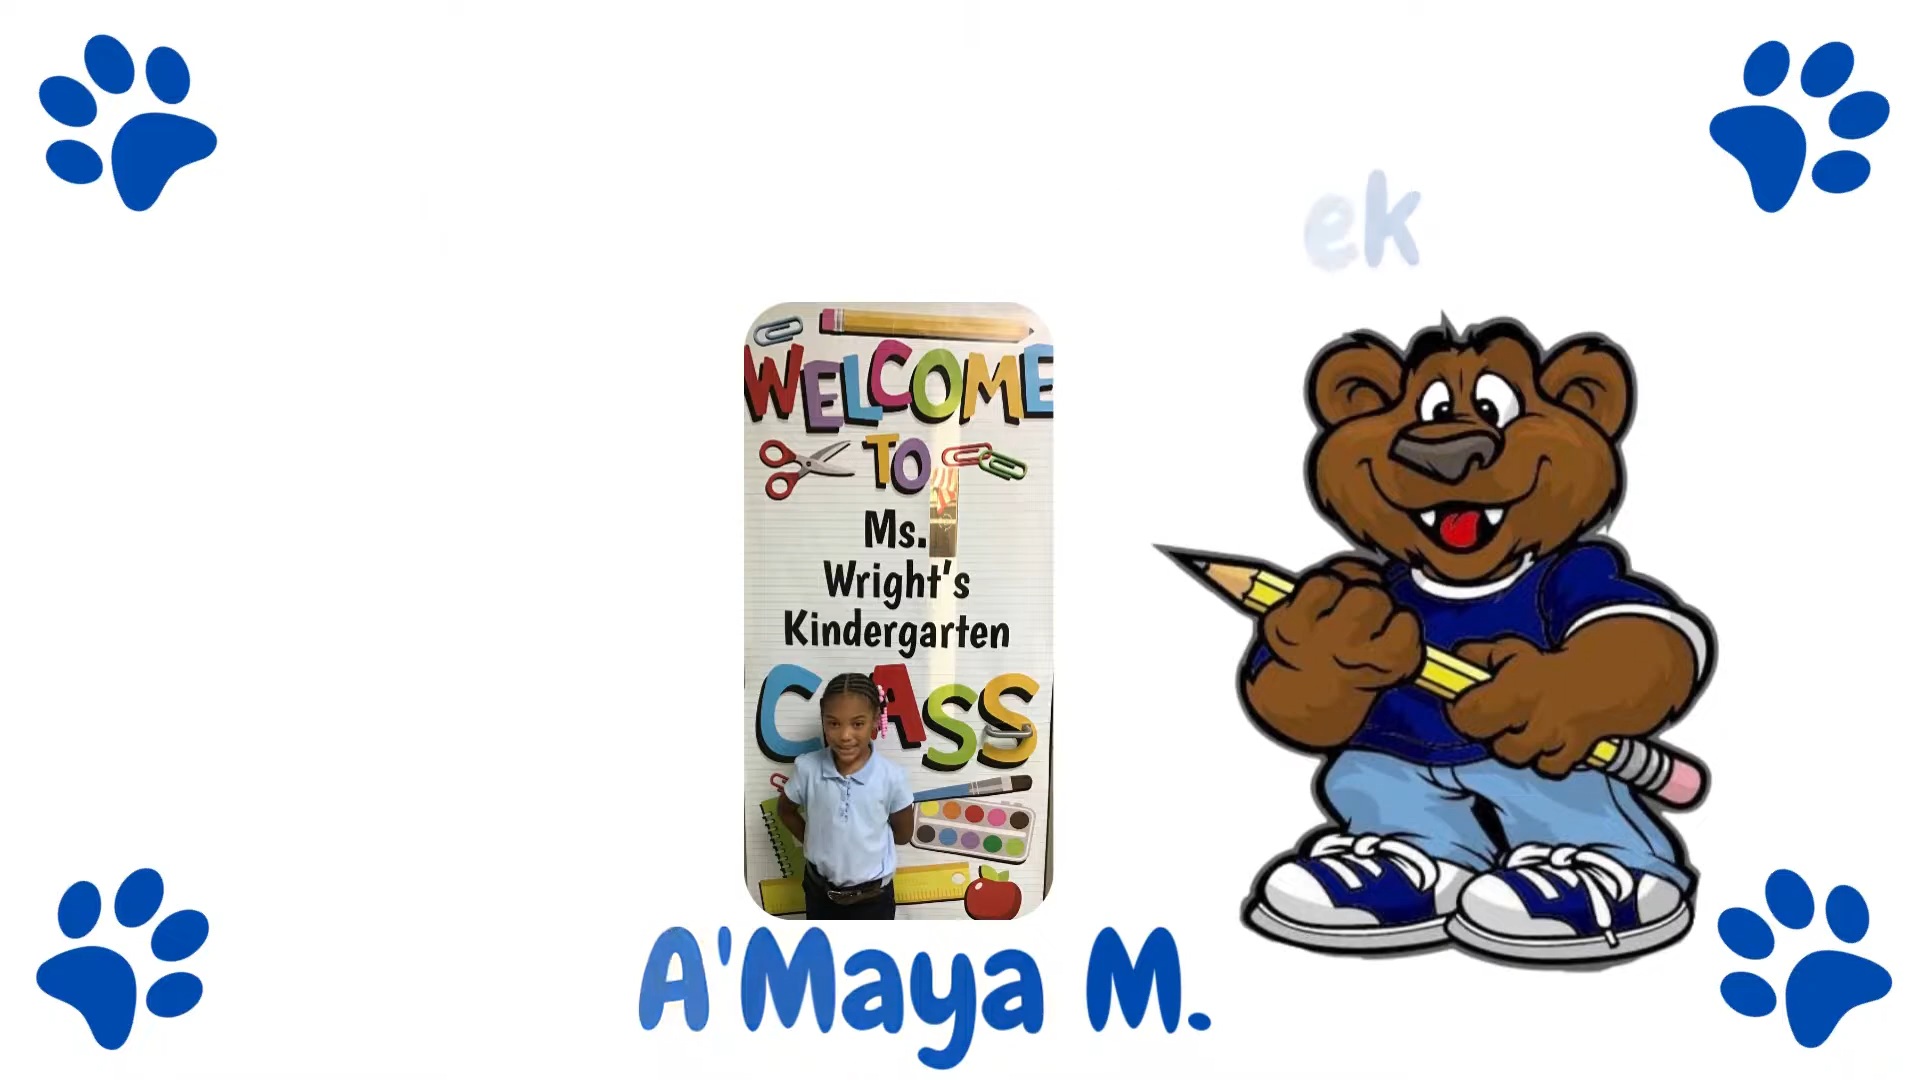 ek
WELCOME
TO
Ms.
Wright's
Kindergarten
CLASS
A'Maya M.